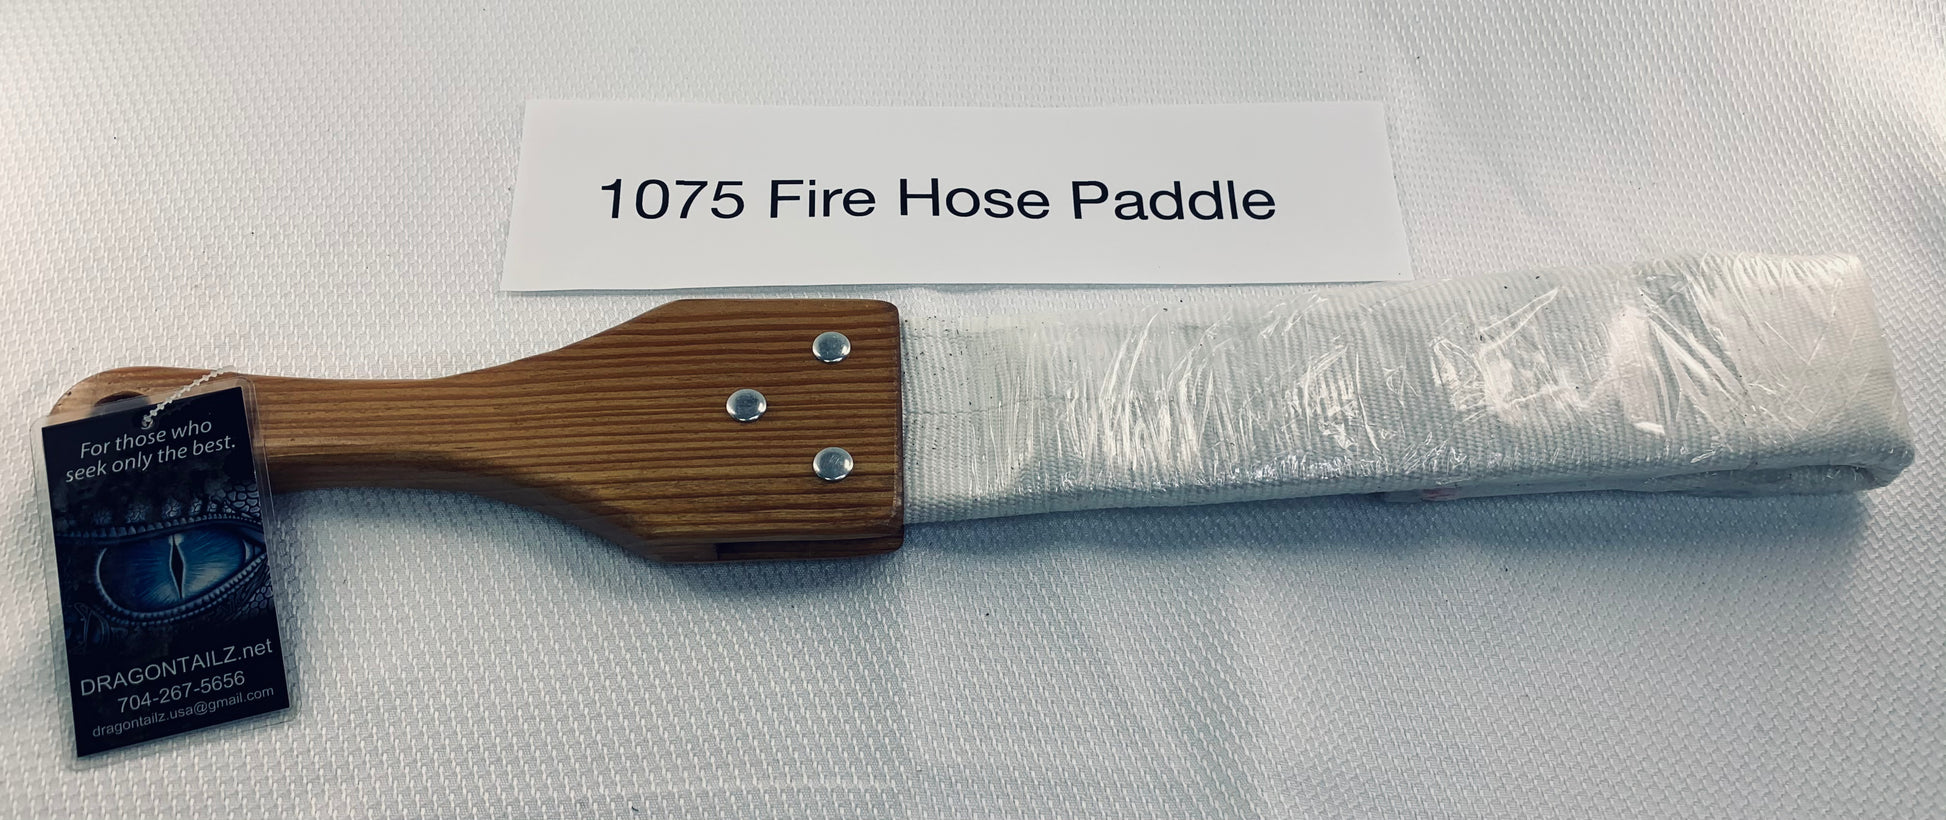 1075 Fire Hose Paddle
For those who
seek only the best.
DRAGONTAILZ.net
704-267-5656
dragontailz.usa@gmail.com